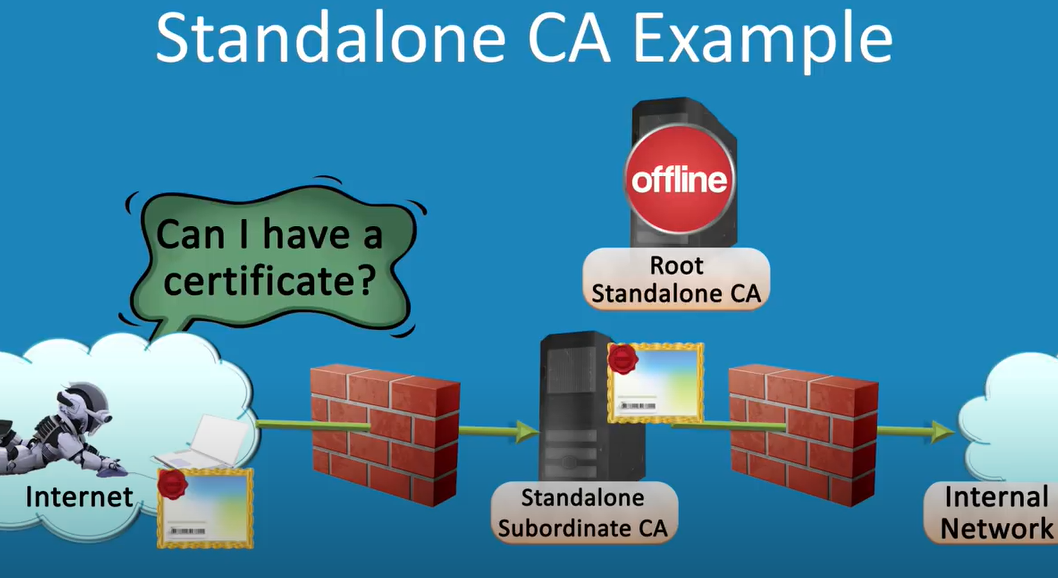 Standalone CA Example
offline
Root
Standalone CA
Can I have a
certificate?
Internet
Standalone
Subordinate CA
Internal
Network